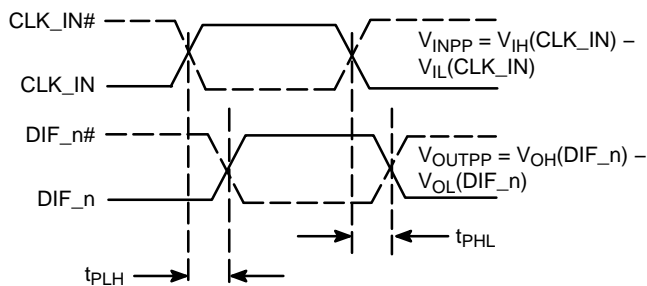 CLK_IN#
CLK_IN
V_INPP = V_IH(CLK_IN) –
V_IL(CLK_IN)
DIF_n#
DIF_n
V_OUTPP = V_OH(DIF_n) –
V_OL(DIF_n)
t_PHL
t_PLH